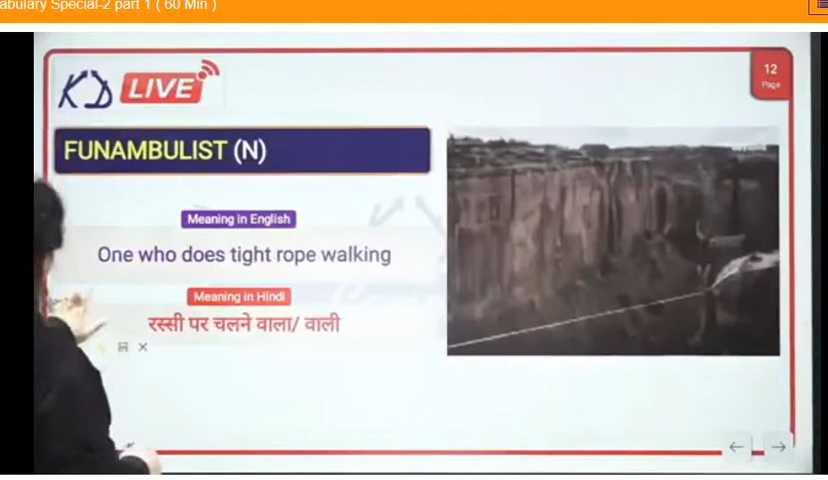 abulary Special-2 part 1 ( 60 Min )
KD LIVE
12
Page
FUNAMBULIST (N)
Meaning in English
One who does tight rope walking
Meaning in Hindi
रस्सी पर चलने वाला/ वाली